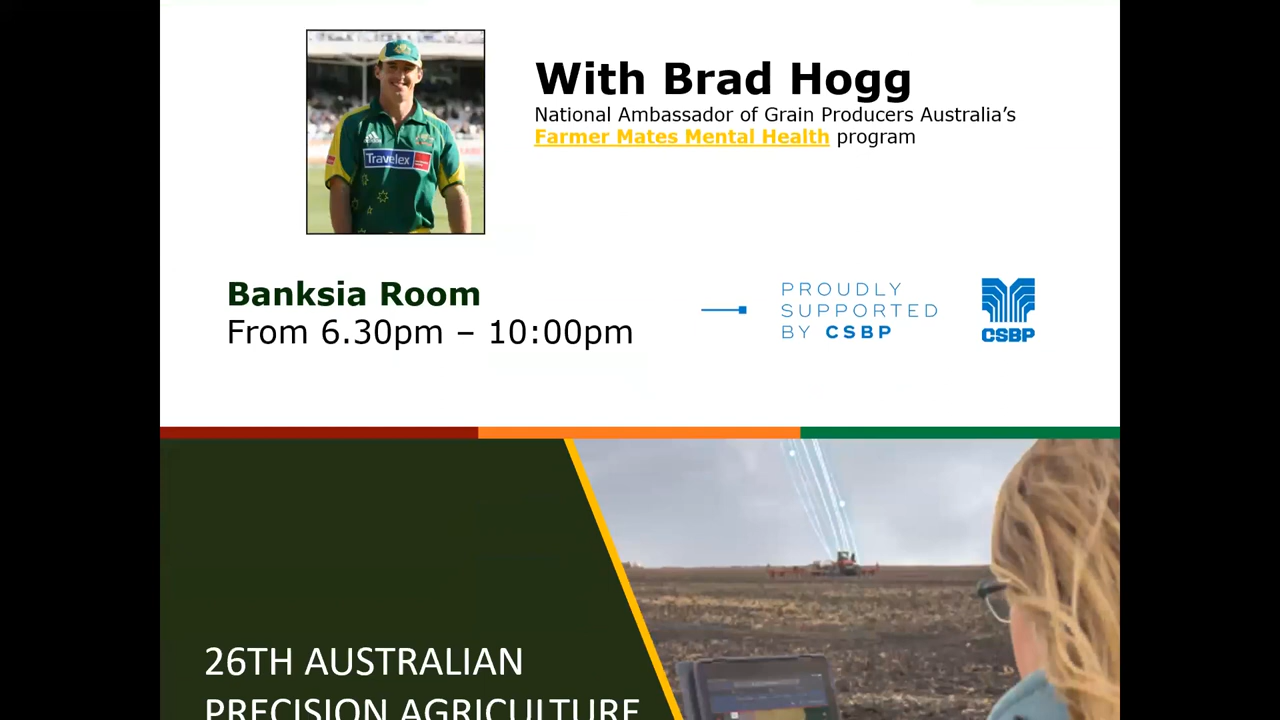 With Brad Hogg
National Ambassador of Grain Producers Australia’s
Farmer Mates Mental Health program
Travelex
Banksia Room
From 6.30pm – 10:00pm
PROUDLY
SUPPORTED
BY CSBP
CSBP
26TH AUSTRALIAN
PRECISION AGRICULTURE